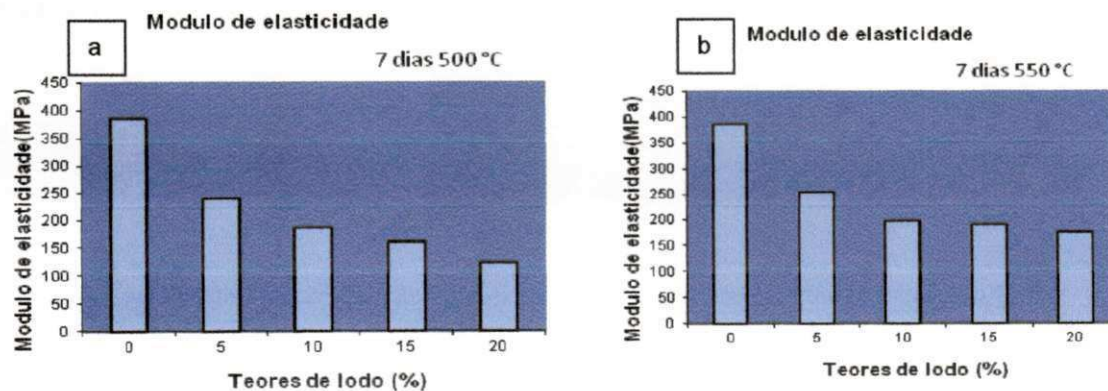 a
Modulo de elasticidade
7 dias 500 °C
Modulo de elasticidade(MPa)
450
400
350
300
250
200
150
100
50
0
0 5 10 15 20
Teores de lodo (%)
b
Modulo de elasticidade
7 dias 550 °C
Modulo de elasticidade(MPa)
450
400
350
300
250
200
150
100
50
0
0 5 10 15 20
Teores de lodo (%)